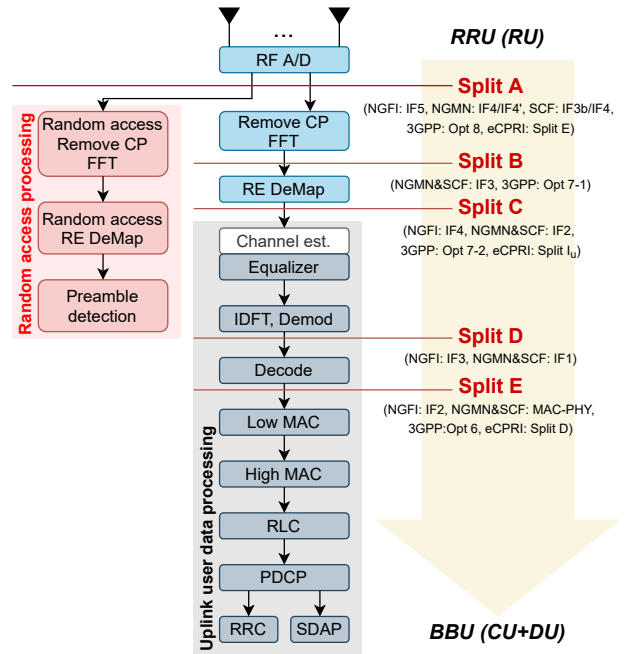 ...
RF A/D
RRU (RU)
Split A
(NGFI: IF5, NGMN: IF4/IF4', SCF: IF3b/IF4,
3GPP: Opt 8, eCPRI: Split E)
Random access processing
Random access
Remove CP
FFT
Random access
RE DeMap
Preamble
detection
Remove CP
FFT
Split B
(NGMN&SCF: IF3, 3GPP: Opt 7-1)
RE DeMap
Split C
(NGFI: IF4, NGMN&SCF: IF2,
3GPP: Opt 7-2, eCPRI: Split Iu)
Uplink user data processing
Channel est.
Equalizer
IDFT, Demod
Split D
(NGFI: IF3, NGMN&SCF: IF1)
Decode
Split E
(NGFI: IF2, NGMN&SCF: MAC-PHY,
3GPP:Opt 6, eCPRI: Split D)
Low MAC
High MAC
RLC
PDCP
RRC
SDAP
BBU (CU+DU)